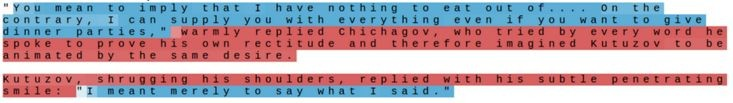 "You mean to imply that I have nothing to eat out of.... On the
contrary, I can supply you with everything even if you want to give
dinner parties," warmly replied Chichagov, who tried by every word he
spoke to prove his own rectitude and therefore imagined Kutuzov to be
animated by the same desire.
Kutuzov, shrugging his shoulders, replied with his subtle penetrating
smile: "I meant merely to say what I said."